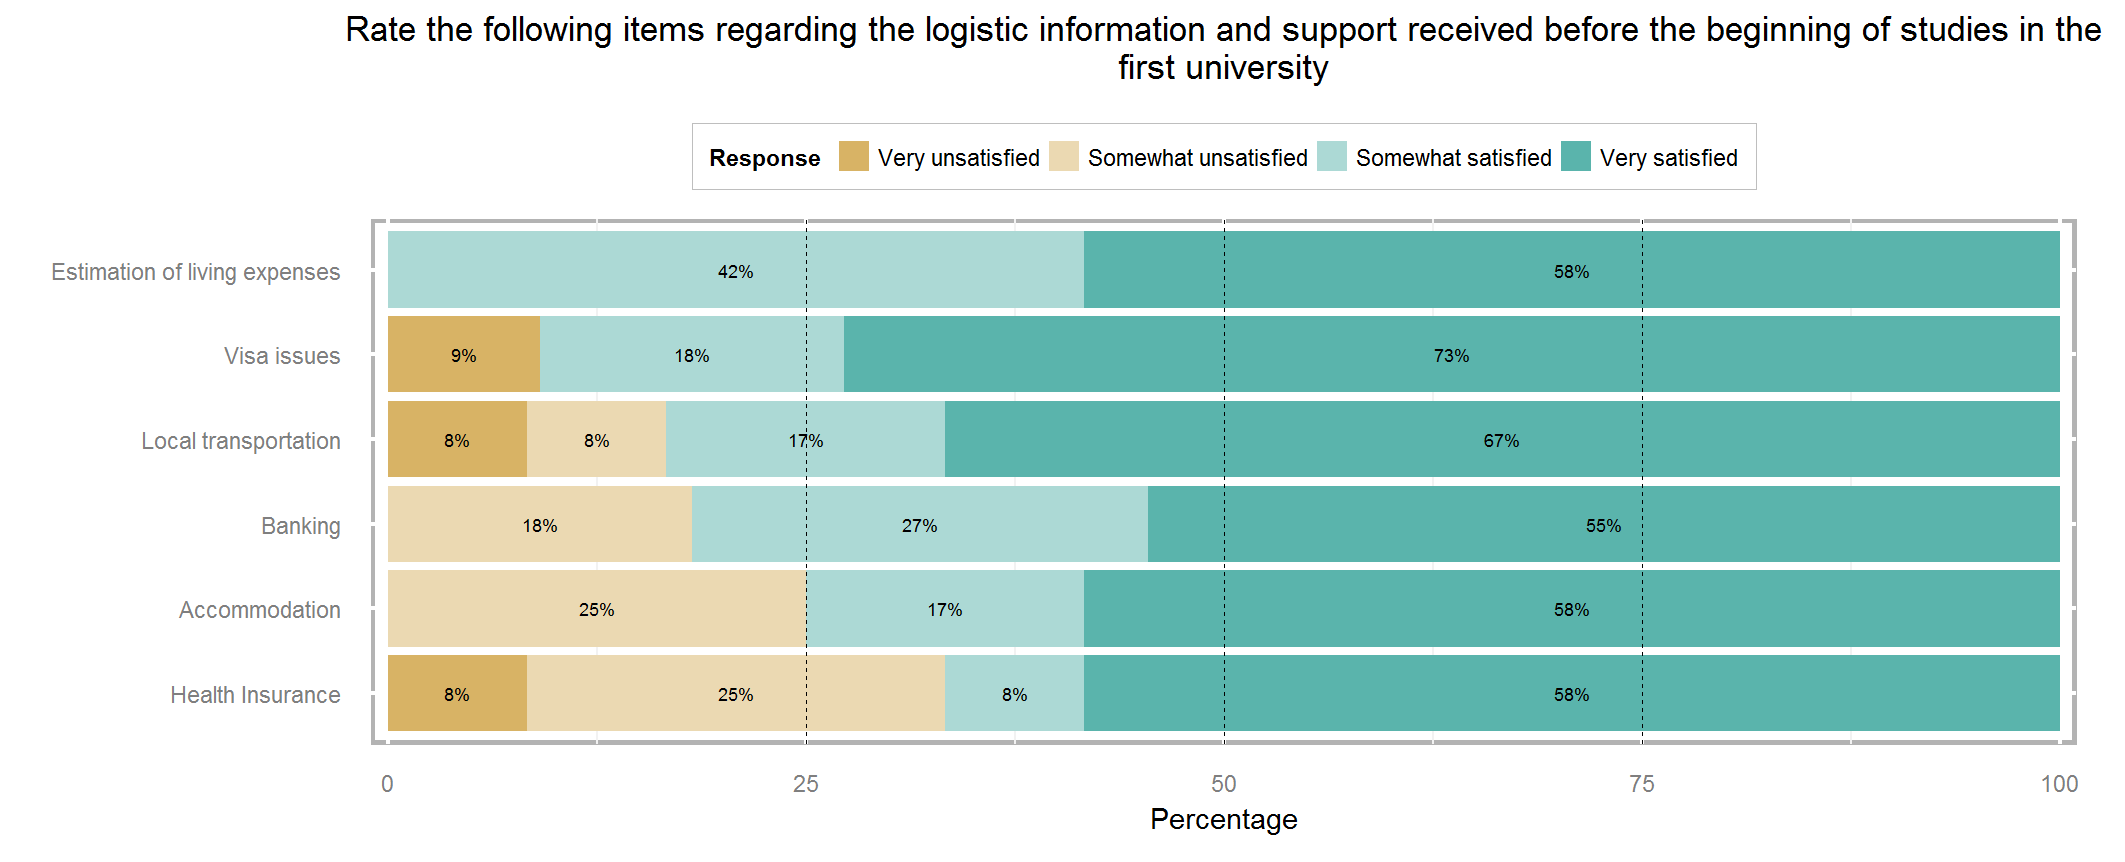 Rate the following items regarding the logistic information and support received before the beginning of studies in the
first university
Response Very unsatisfied Somewhat unsatisfied Somewhat satisfied Very satisfied
Estimation of living expenses 42% 58%
Visa issues 9% 18% 73%
Local transportation 8% 8% 17% 67%
Banking 18% 27% 55%
Accommodation 25% 17% 58%
Health Insurance 8% 25% 8% 58%
0 25 50 75 100
Percentage